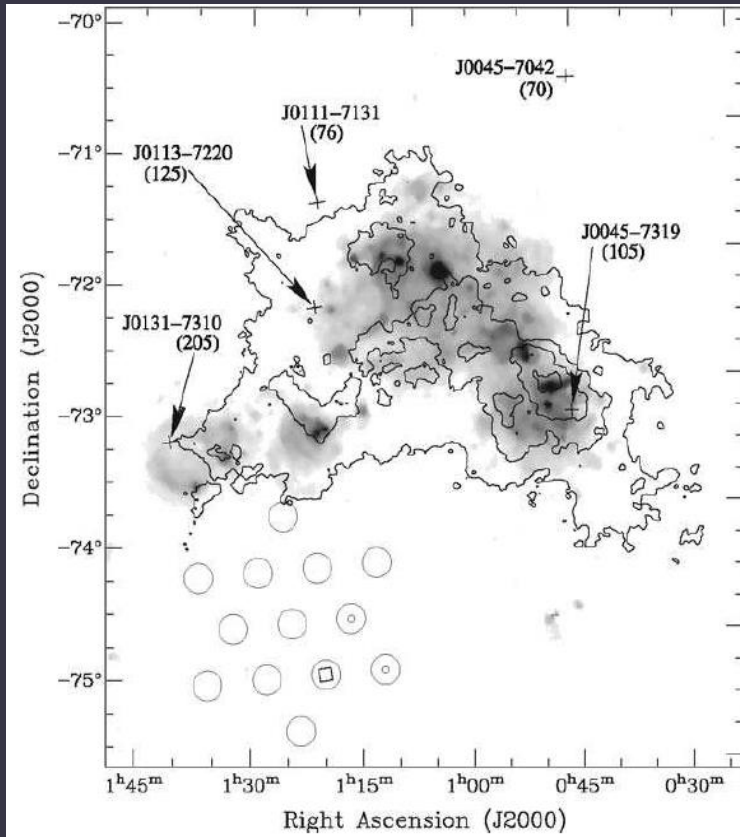 −70°
J0045−7042
(70)
J0111−7131
(76)
−71°
J0113−7220
(125)
J0045−7319
(105)
−72°
J0131−7310
(205)
−73°
−74°
−75°
Declination (J2000)
1ʰ45ᵐ 1ʰ30ᵐ 1ʰ15ᵐ 1ʰ00ᵐ 0ʰ45ᵐ 0ʰ30ᵐ
Right Ascension (J2000)